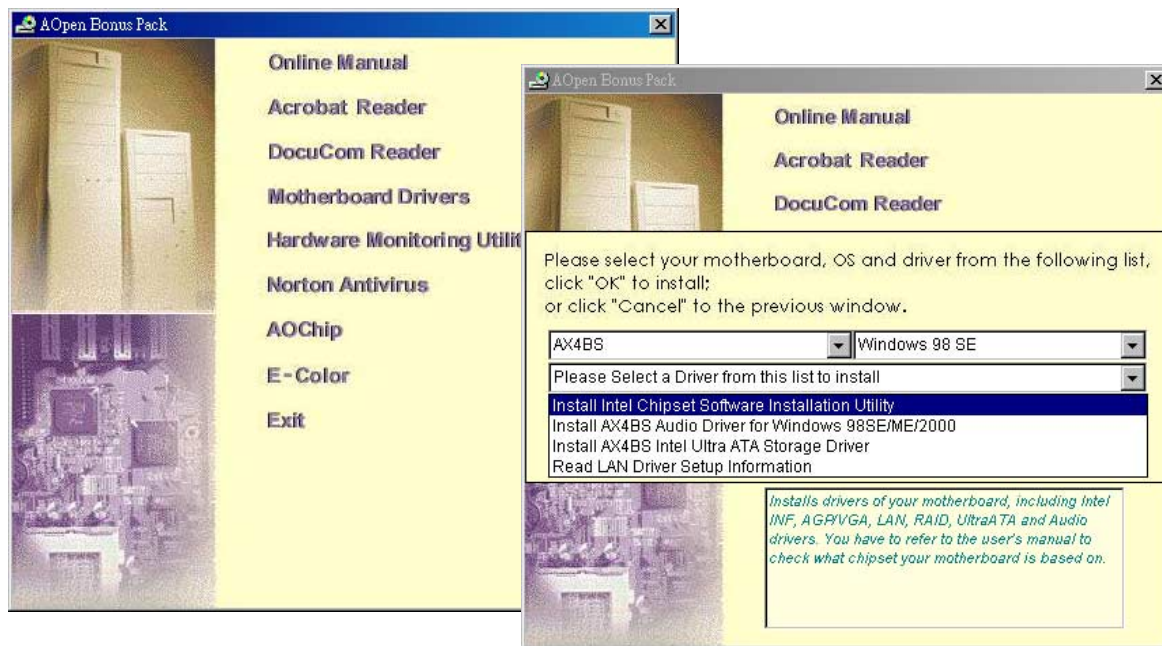 AOpen Bonus Pack
Online Manual
Acrobat Reader
DocuCom Reader
Motherboard Drivers
Hardware Monitoring Utilit
Norton Antivirus
AOChip
E-Color
Exit
AOpen Bonus Pack
Online Manual
Acrobat Reader
DocuCom Reader
Please select your motherboard, OS and driver from the following list,
click "OK" to install;
or click "Cancel" to the previous window.
AX4BS
Windows 98 SE
Please Select a Driver from this list to install
Install Intel Chipset Software Installation Utility
Install AX4BS Audio Driver for Windows 98SE/ME/2000
Install AX4BS Intel Ultra ATA Storage Driver
Read LAN Driver Setup Information
Installs drivers of your motherboard, including Intel
INF, AGP/VGA, LAN, RAID, UltraATA and Audio
drivers. You have to refer to the user's manual to
check what chipset your motherboard is based on.